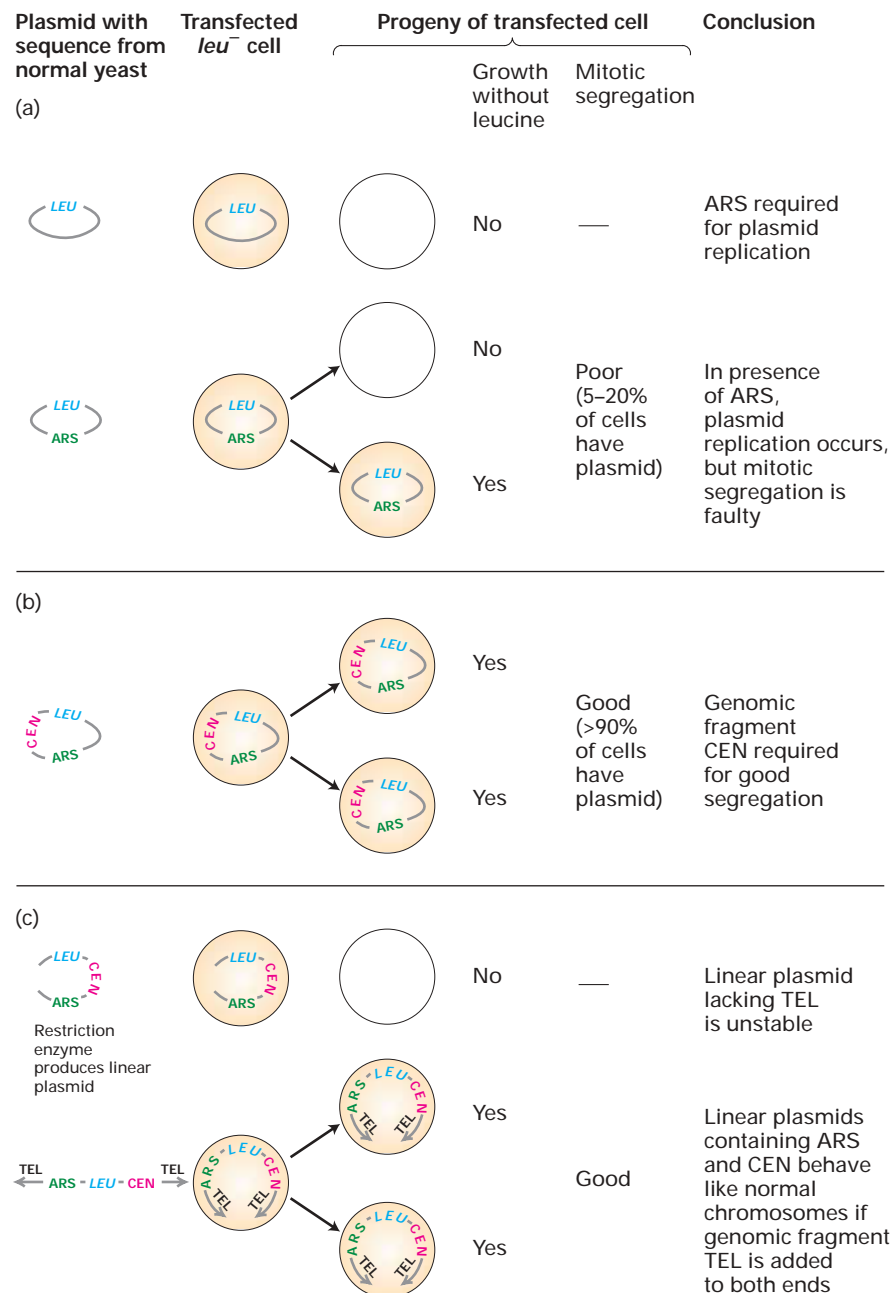 Plasmid with
sequence from
normal yeast
Transfected
leu⁻ cell
Progeny of transfected cell
Conclusion
Growth
without
leucine
Mitotic
segregation
(a)
LEU
LEU
No
—
ARS required
for plasmid
replication
LEU
ARS
LEU
ARS
No
LEU
ARS
Yes
Poor
(5–20%
of cells
have
plasmid)
In presence
of ARS,
plasmid
replication occurs,
but mitotic
segregation is
faulty
(b)
CEN
LEU
ARS
CEN
LEU
ARS
CEN
LEU
ARS
Yes
CEN
LEU
ARS
Yes
Good
(>90%
of cells
have
plasmid)
Genomic
fragment
CEN required
for good
segregation
(c)
LEU
CEN
ARS
Restriction
enzyme
produces linear
plasmid
LEU
CEN
ARS
No
—
Linear plasmid
lacking TEL
is unstable
TEL ARS - LEU - CEN TEL
ARS - LEU - CEN
TEL TEL
ARS - LEU - CEN
TEL TEL
Yes
ARS - LEU - CEN
TEL TEL
Yes
Good
Linear plasmids
containing ARS
and CEN behave
like normal
chromosomes if
genomic fragment
TEL is added
to both ends